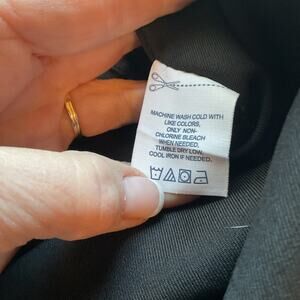 MACHINE WASH COLD WITH
LIKE COLORS,
ONLY NON-
CHLORINE BLEACH
WHEN NEEDED,
TUMBLE DRY LOW,
COOL IRON IF NEEDED.